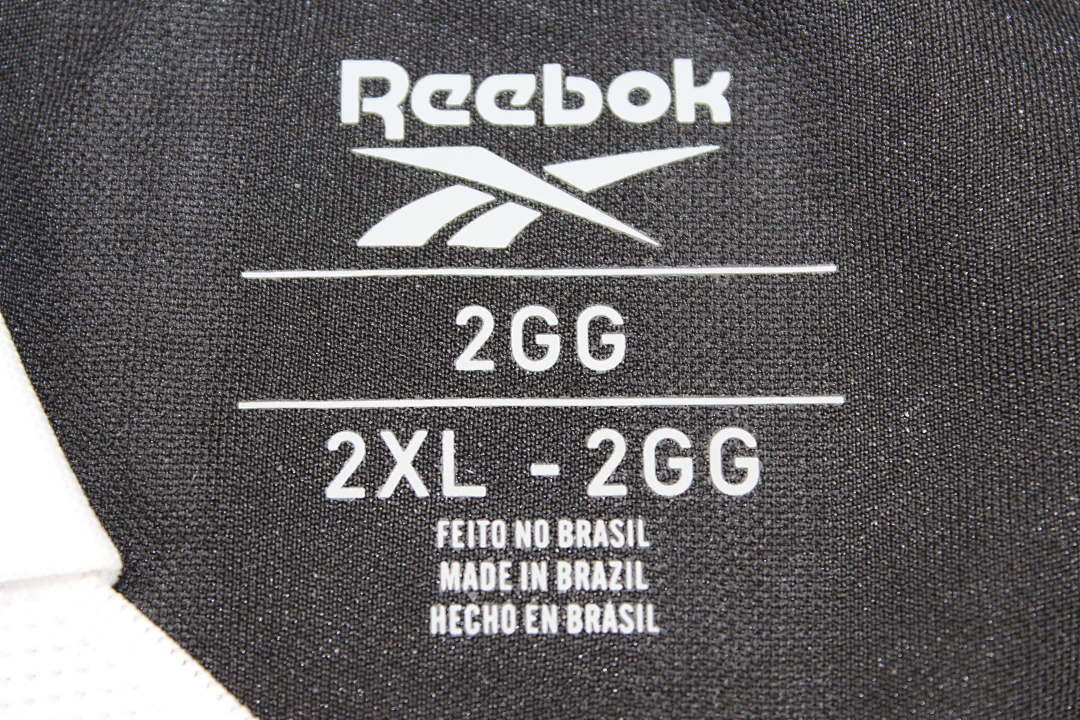 Reebok
2GG
2XL - 2GG
FEITO NO BRASIL
MADE IN BRAZIL
HECHO EN BRASIL